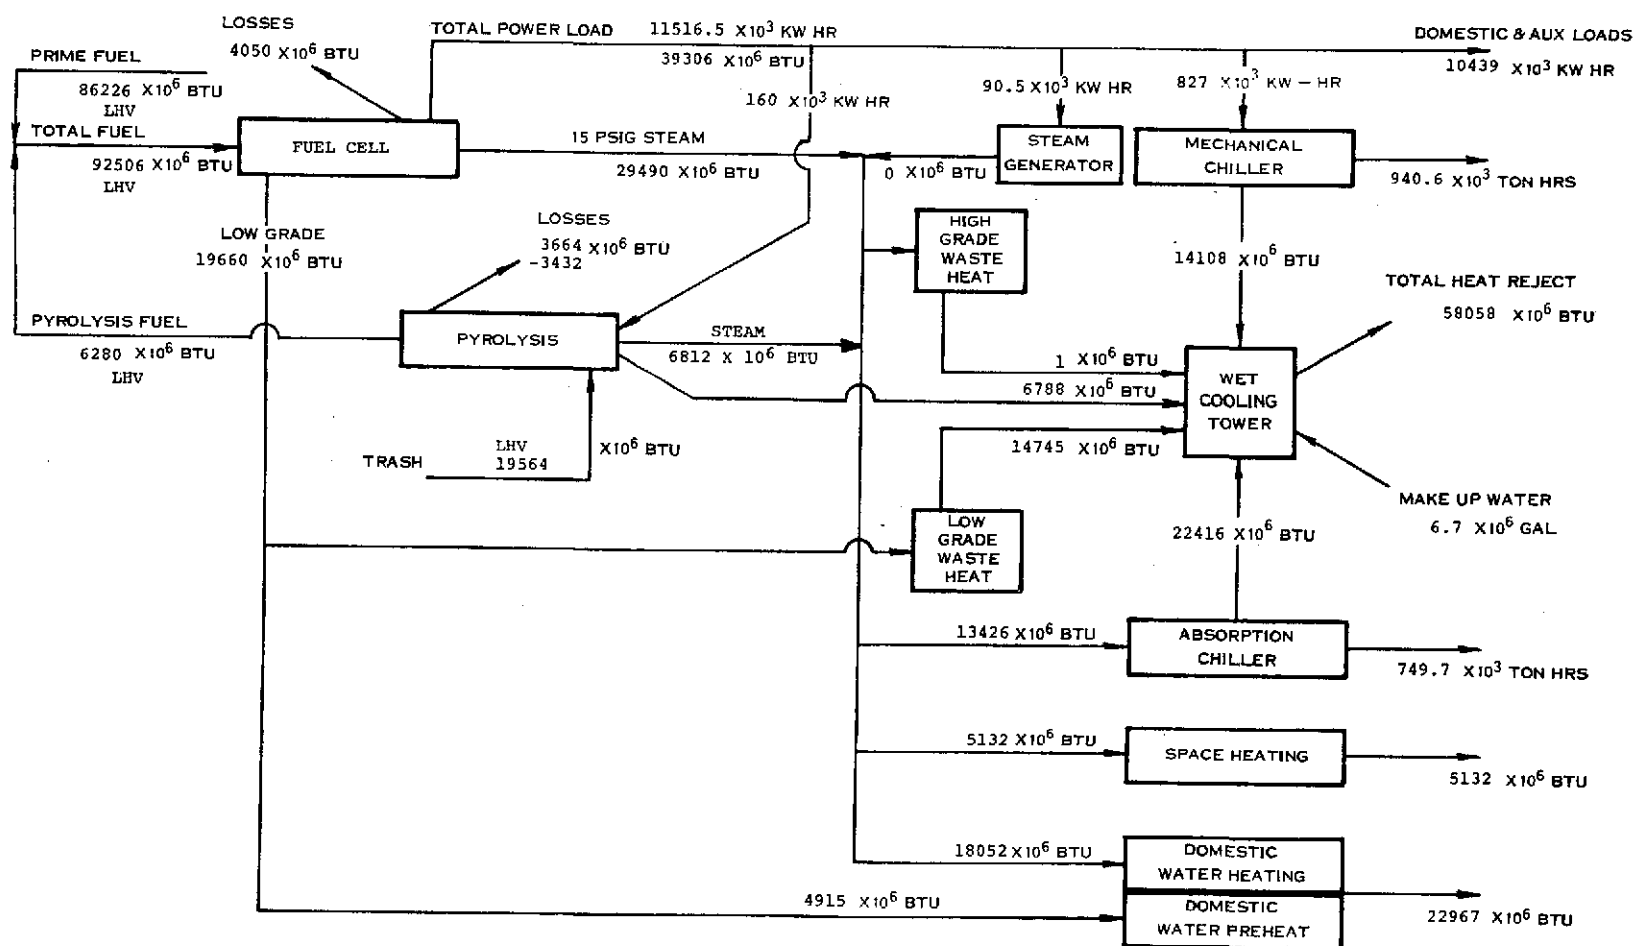 LOSSES
4050 X10⁶ BTU
TOTAL POWER LOAD 11516.5 X10³ KW HR
39306 X10⁶ BTU
DOMESTIC & AUX LOADS
10439 X10³ KW HR
PRIME FUEL
86226 X10⁶ BTU
LHV
TOTAL FUEL
92506 X10⁶ BTU
LHV
FUEL CELL
160 X10³ KW HR
90.5 X10³ KW HR
827 X10³ KW - HR
15 PSIG STEAM
29490 X10⁶ BTU
0 X10⁶ BTU
STEAM
GENERATOR
MECHANICAL
CHILLER
940.6 X10³ TON HRS
LOW GRADE
19660 X10⁶ BTU
LOSSES
3664 X10⁶ BTU
-3432
HIGH
GRADE
WASTE
HEAT
14108 X10⁶ BTU
TOTAL HEAT REJECT
58058 X10⁶ BTU
PYROLYSIS FUEL
6280 X10⁶ BTU
LHV
PYROLYSIS
STEAM
6812 X 10⁶ BTU
1 X10⁶ BTU
6788 X10⁶ BTU
14745 X10⁶ BTU
WET
COOLING
TOWER
TRASH
LHV
19564 X10⁶ BTU
MAKE UP WATER
6.7 X10⁶ GAL
LOW
GRADE
WASTE
HEAT
22416 X10⁶ BTU
13426 X10⁶ BTU
ABSORPTION
CHILLER
749.7 X10³ TON HRS
5132 X10⁶ BTU
SPACE HEATING
5132 X10⁶ BTU
18052 X10⁶ BTU
DOMESTIC
WATER HEATING
4915 X10⁶ BTU
DOMESTIC
WATER PREHEAT
22967 X10⁶ BTU